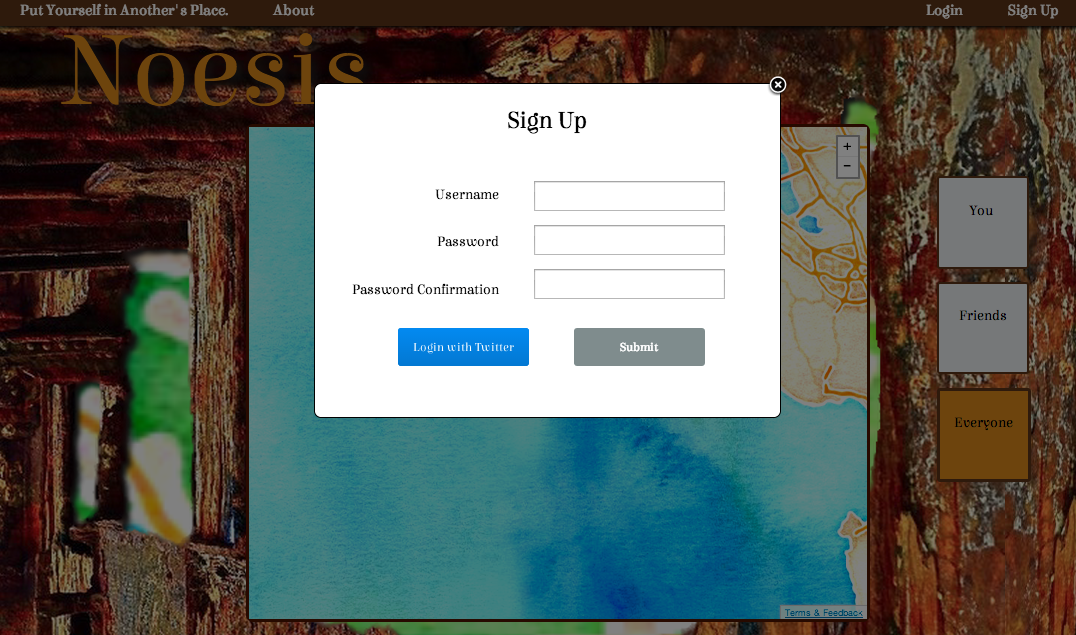 Put Yourself in Another's Place. About Login Sign Up
Noesis
Sign Up
+
−
Username
Password
Password Confirmation
Login with Twitter Submit
You
Friends
Everyone
Terms & Feedback